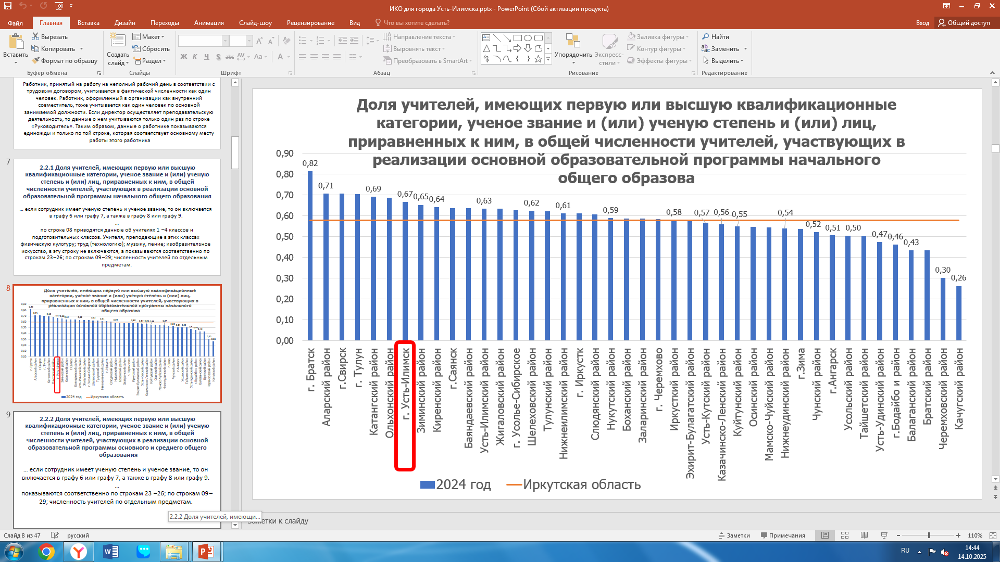 ИКО для города Усть-Илимска.pptx - PowerPoint (Сбой активации продукта)
Файл Главная Вставка Дизайн Переходы Анимация Слайд-шоу Рецензирование Вид Что вы хотите сделать? Вход Общий доступ
Вставить
Вырезать
Копировать
Формат по образцу
Буфер обмена
Создать слайд
Макет
Сбросить
Раздел
Слайды
Ж К Ч S abc AV Aa A
Шрифт
Направление текста
Выровнять текст
Преобразовать в SmartArt
Абзац
Упорядочить
Экспресс-стили
Заливка фигуры
Контур фигуры
Эффекты фигуры
Рисование
Найти
Заменить
Выделить
Редактирование
Работник, принятый на работу на неполный рабочий день в соответствии с
трудовым договором, учитывается в фактической численности как один
человек. Работник, оформленный в организации как внутренний
совместитель, тоже учитывается как один человек по основной
занимаемой должности. Если директор осуществляет преподавательскую
деятельность, то данные о нем учитываются только один раз по строке
«Руководитель». Таким образом, данные о работнике показываются
единожды и только по той строке, которая соответствует основному месту
работы этого работника
7
2.2.1 Доля учителей, имеющих первую или высшую
квалификационные категории, ученое звание и (или) ученую
степень и (или) лиц, приравненных к ним, в общей
численности учителей, участвующих в реализации основной
образовательной программы начального общего образования
... если сотрудник имеет ученую степень и ученое звание, то он включается
в графу 6 или графу 7, а также в графу 8 или графу 9.
...
по строке 08 приводятся данные об учителях 1 –4 классов и
подготовительных классов. Учителя, преподающие в этих классах
физическую культуру; труд (технологию); музыку, пение; изобразительное
искусство, в эту строку не включаются, а показываются соответственно по
строкам 23–26; по строкам 09–29; численность учителей по отдельным
предметам.
8
Доля учителей, имеющих первую или высшую квалификационные
категории, ученое звание и (или) ученую степень и (или) лиц,
приравненных к ним, в общей численности учителей, участвующих в
реализации основной образовательной программы начального
общего образова
2024 год Иркутская область
9
2.2.2 Доля учителей, имеющих первую или высшую
квалификационные категории, ученое звание и (или) ученую
степень и (или) лиц, приравненных к ним, в общей
численности учителей, участвующих в реализации основной
образовательной программы основного и среднего общего
образования
... если сотрудник имеет ученую степень и ученое звание, то он
включается в графу 6 или графу 7, а также в графу 8 или графу 9.
...
показываются соответственно по строкам 23 –26; по строкам 09–
29; численность учителей по отдельным предметам.
2.2.2 Доля учителей, имеющи...
Доля учителей, имеющих первую или высшую квалификационные
категории, ученое звание и (или) ученую степень и (или) лиц,
приравненных к ним, в общей численности учителей, участвующих в
реализации основной образовательной программы начального
общего образова
0,90
0,80
0,70
0,60
0,50
0,40
0,30
0,20
0,10
0,00
0,82 0,71 0,69 0,67 0,65 0,64 0,63 0,62 0,61 0,59 0,58 0,57 0,56 0,55 0,54 0,52 0,51 0,50 0,47 0,46 0,43 0,30 0,26
г. Братск
Аларский район
г.Свирск
г. Тулун
Катангский район
Ольхонский район
г. Усть-Илимск
Зиминский район
Киренский район
г.Саянск
Баяндаевский район
Усть-Илимский район
Жигаловский район
г. Усолье-Сибирское
Шелеховский район
Тулунский район
Нижнеилимский район
г. Иркустк
Слюдянский район
Нукутский район
Боханский район
Заларинский район
г. Черемхово
Иркусткий район
Эхирит-Булагатский район
Усть-Кутский район
Казачинско-Ленский район
Куйтунский район
Осинский район
Мамско-Чуйский район
Нижнеудинский район
г.Зима
Чунский район
г.Ангарск
Усольский район
Тайшетский район
Усть-Удинский район
г.Бодайбо и район
Балаганский район
Братский район
Черемховский район
Качугский район
2024 год Иркутская область
Заметки к слайду
Слайд 8 из 47 русский Заметки Примечания 110%
RU 14:44
14.10.2025